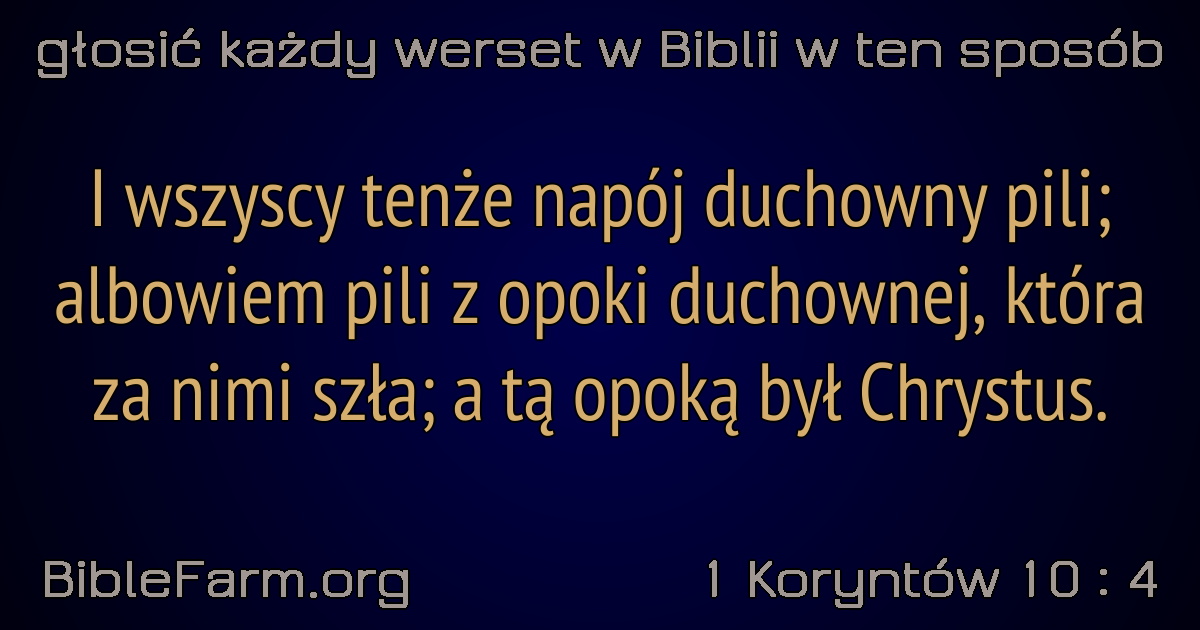 głosić każdy werset w Biblii w ten sposób
I wszyscy tenże napój duchowny pili;
albowiem pili z opoki duchownej, która
za nimi szła; a tą opoką był Chrystus.
BibleFarm.org
1 Koryntów 10 : 4